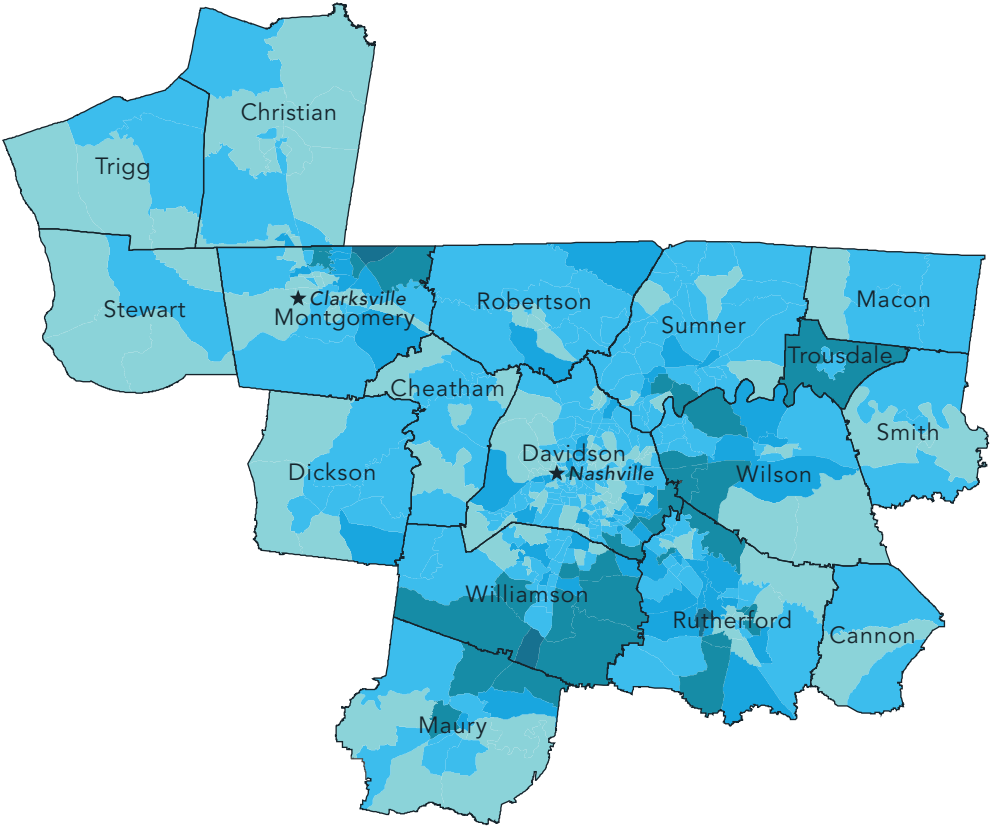 Christian
Trigg
Stewart
★ Clarksville
Montgomery
Robertson
Sumner
Macon
Trousdale
Cheatham
Smith
Dickson
Davidson
★ Nashville
Wilson
Williamson
Rutherford
Cannon
Maury